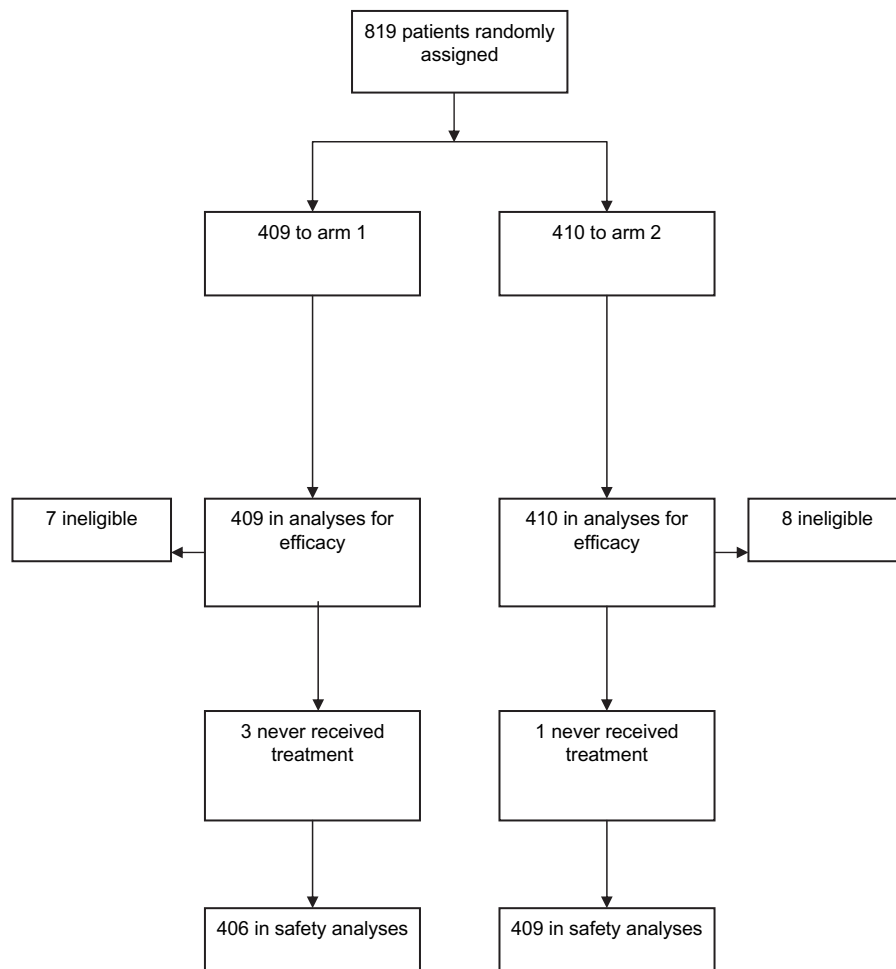 819 patients randomly
assigned
409 to arm 1
410 to arm 2
7 ineligible
409 in analyses for
efficacy
410 in analyses for
efficacy
8 ineligible
3 never received
treatment
1 never received
treatment
406 in safety analyses
409 in safety analyses